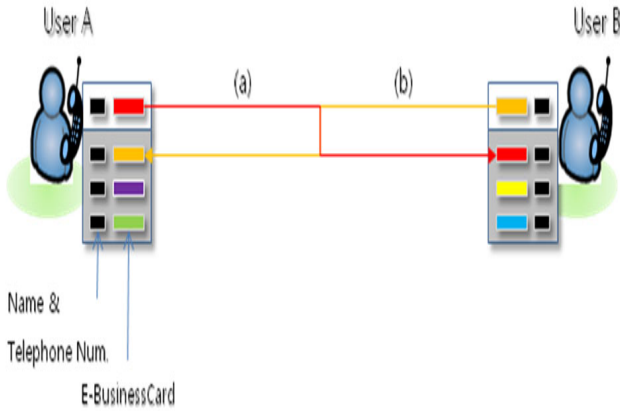 User A
User B
(a)
(b)
Name &
Telephone Num.
E-BusinessCard